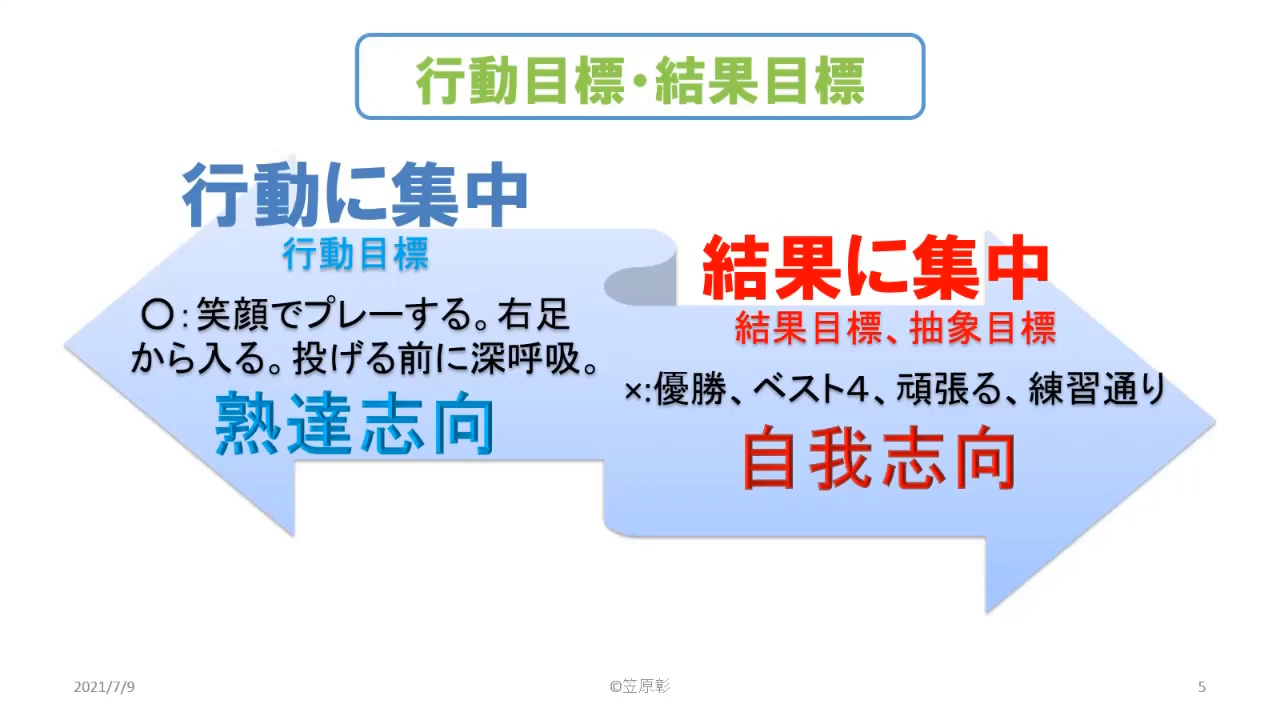 行動目標・結果目標
行動に集中
行動目標
〇：笑顔でプレーする。右足
から入る。投げる前に深呼吸。
熟達志向
結果に集中
結果目標、抽象目標
×:優勝、ベスト４、頑張る、練習通り
自我志向
2021/7/9
©笠原彰
5